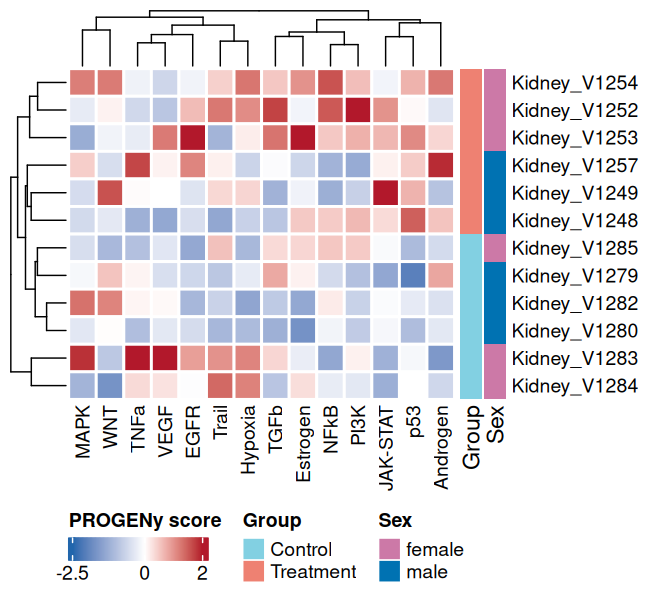 Kidney_V1254
Kidney_V1252
Kidney_V1253
Kidney_V1257
Kidney_V1249
Kidney_V1248
Kidney_V1285
Kidney_V1279
Kidney_V1282
Kidney_V1280
Kidney_V1283
Kidney_V1284
MAPK
WNT
TNFa
VEGF
EGFR
Trail
Hypoxia
TGFb
Estrogen
NFkB
PI3K
JAK-STAT
p53
Androgen
Group
Sex
PROGENy score
-2.5 0 2
Group
Control
Treatment
Sex
female
male